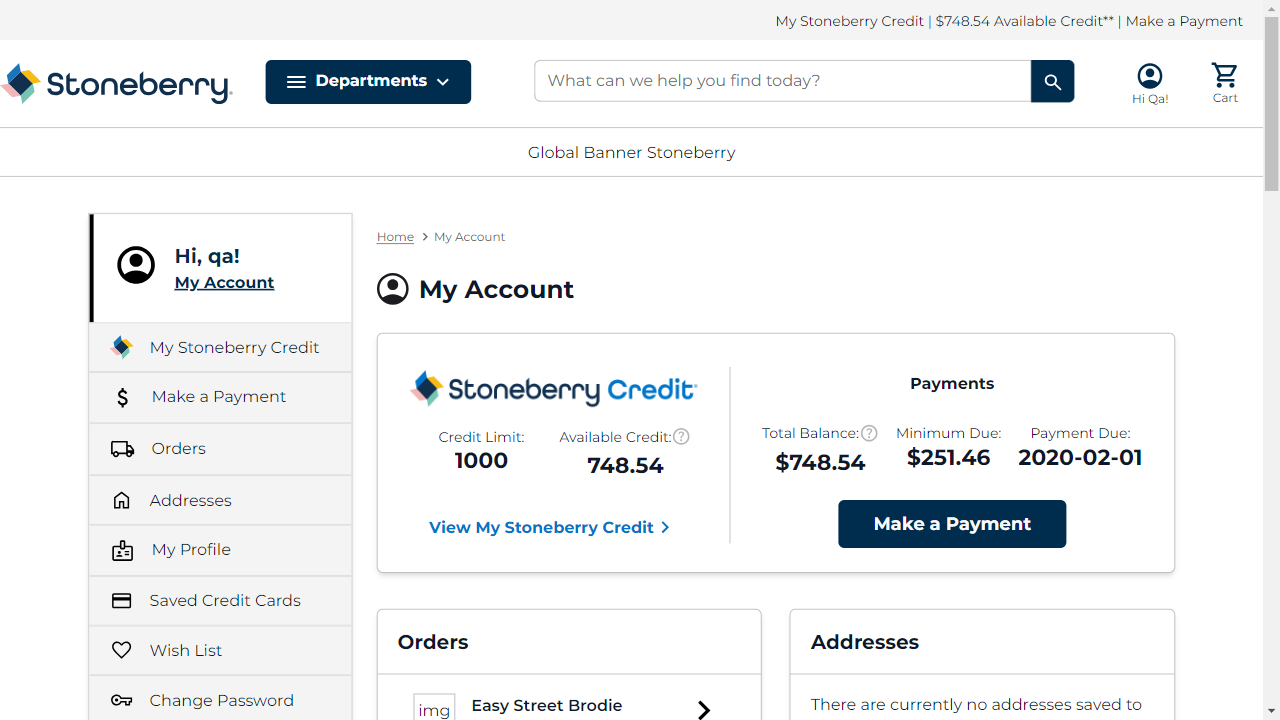 My Stoneberry Credit | $748.54 Available Credit** | Make a Payment
Stoneberry.
Departments
What can we help you find today?
Hi Qa!
Cart
Global Banner Stoneberry
Hi, qa!
My Account
My Stoneberry Credit
Make a Payment
Orders
Addresses
My Profile
Saved Credit Cards
Wish List
Change Password
Home > My Account
My Account
Stoneberry Credit
Credit Limit:
1000
Available Credit:
748.54
View My Stoneberry Credit >
Payments
Total Balance:
$748.54
Minimum Due:
$251.46
Payment Due:
2020-02-01
Make a Payment
Orders
img
Easy Street Brodie
Addresses
There are currently no addresses saved to